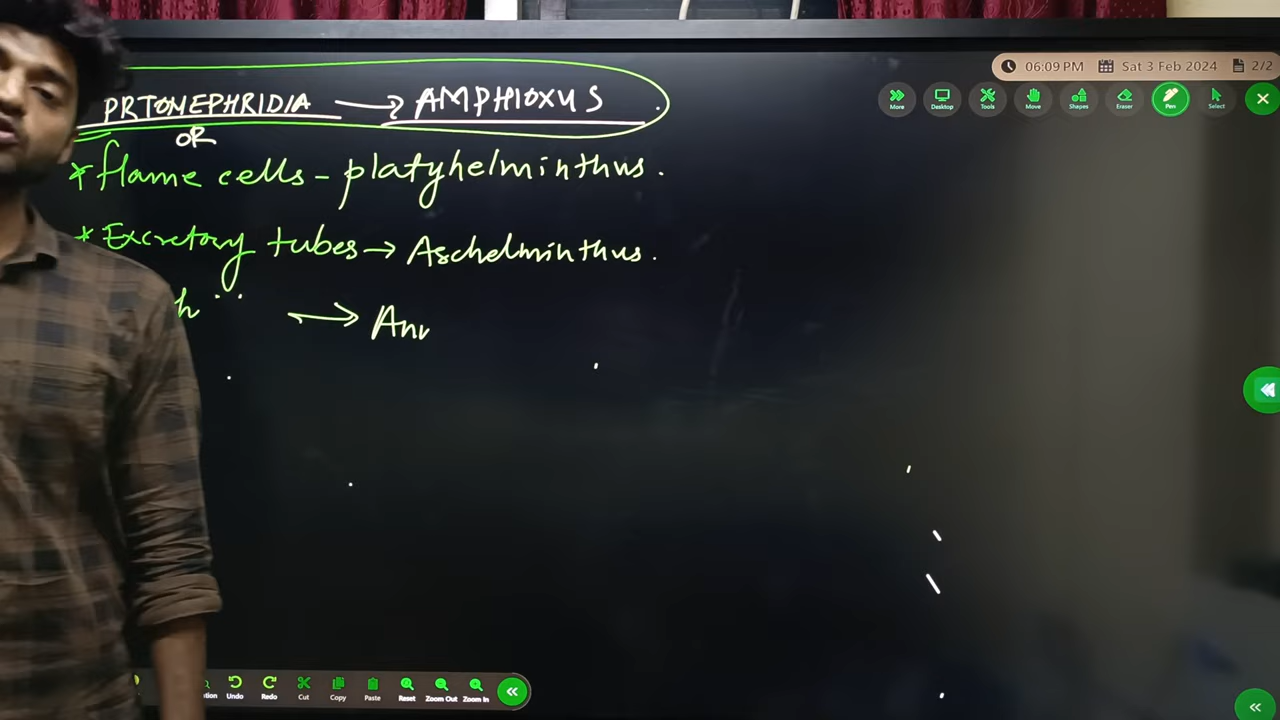 06:09 PM Sat 3 Feb 2024 2/2
More Desktop Tools Move Shapes Eraser Pen Select
PRTONEPHRIDIA → AMPHIOXUS
OR
* flame cells - platyhelminthus.
* Excretory tubes → Aschelminthus.
h → Ann
Undo Redo Cut Copy Paste Reset Zoom Out Zoom In